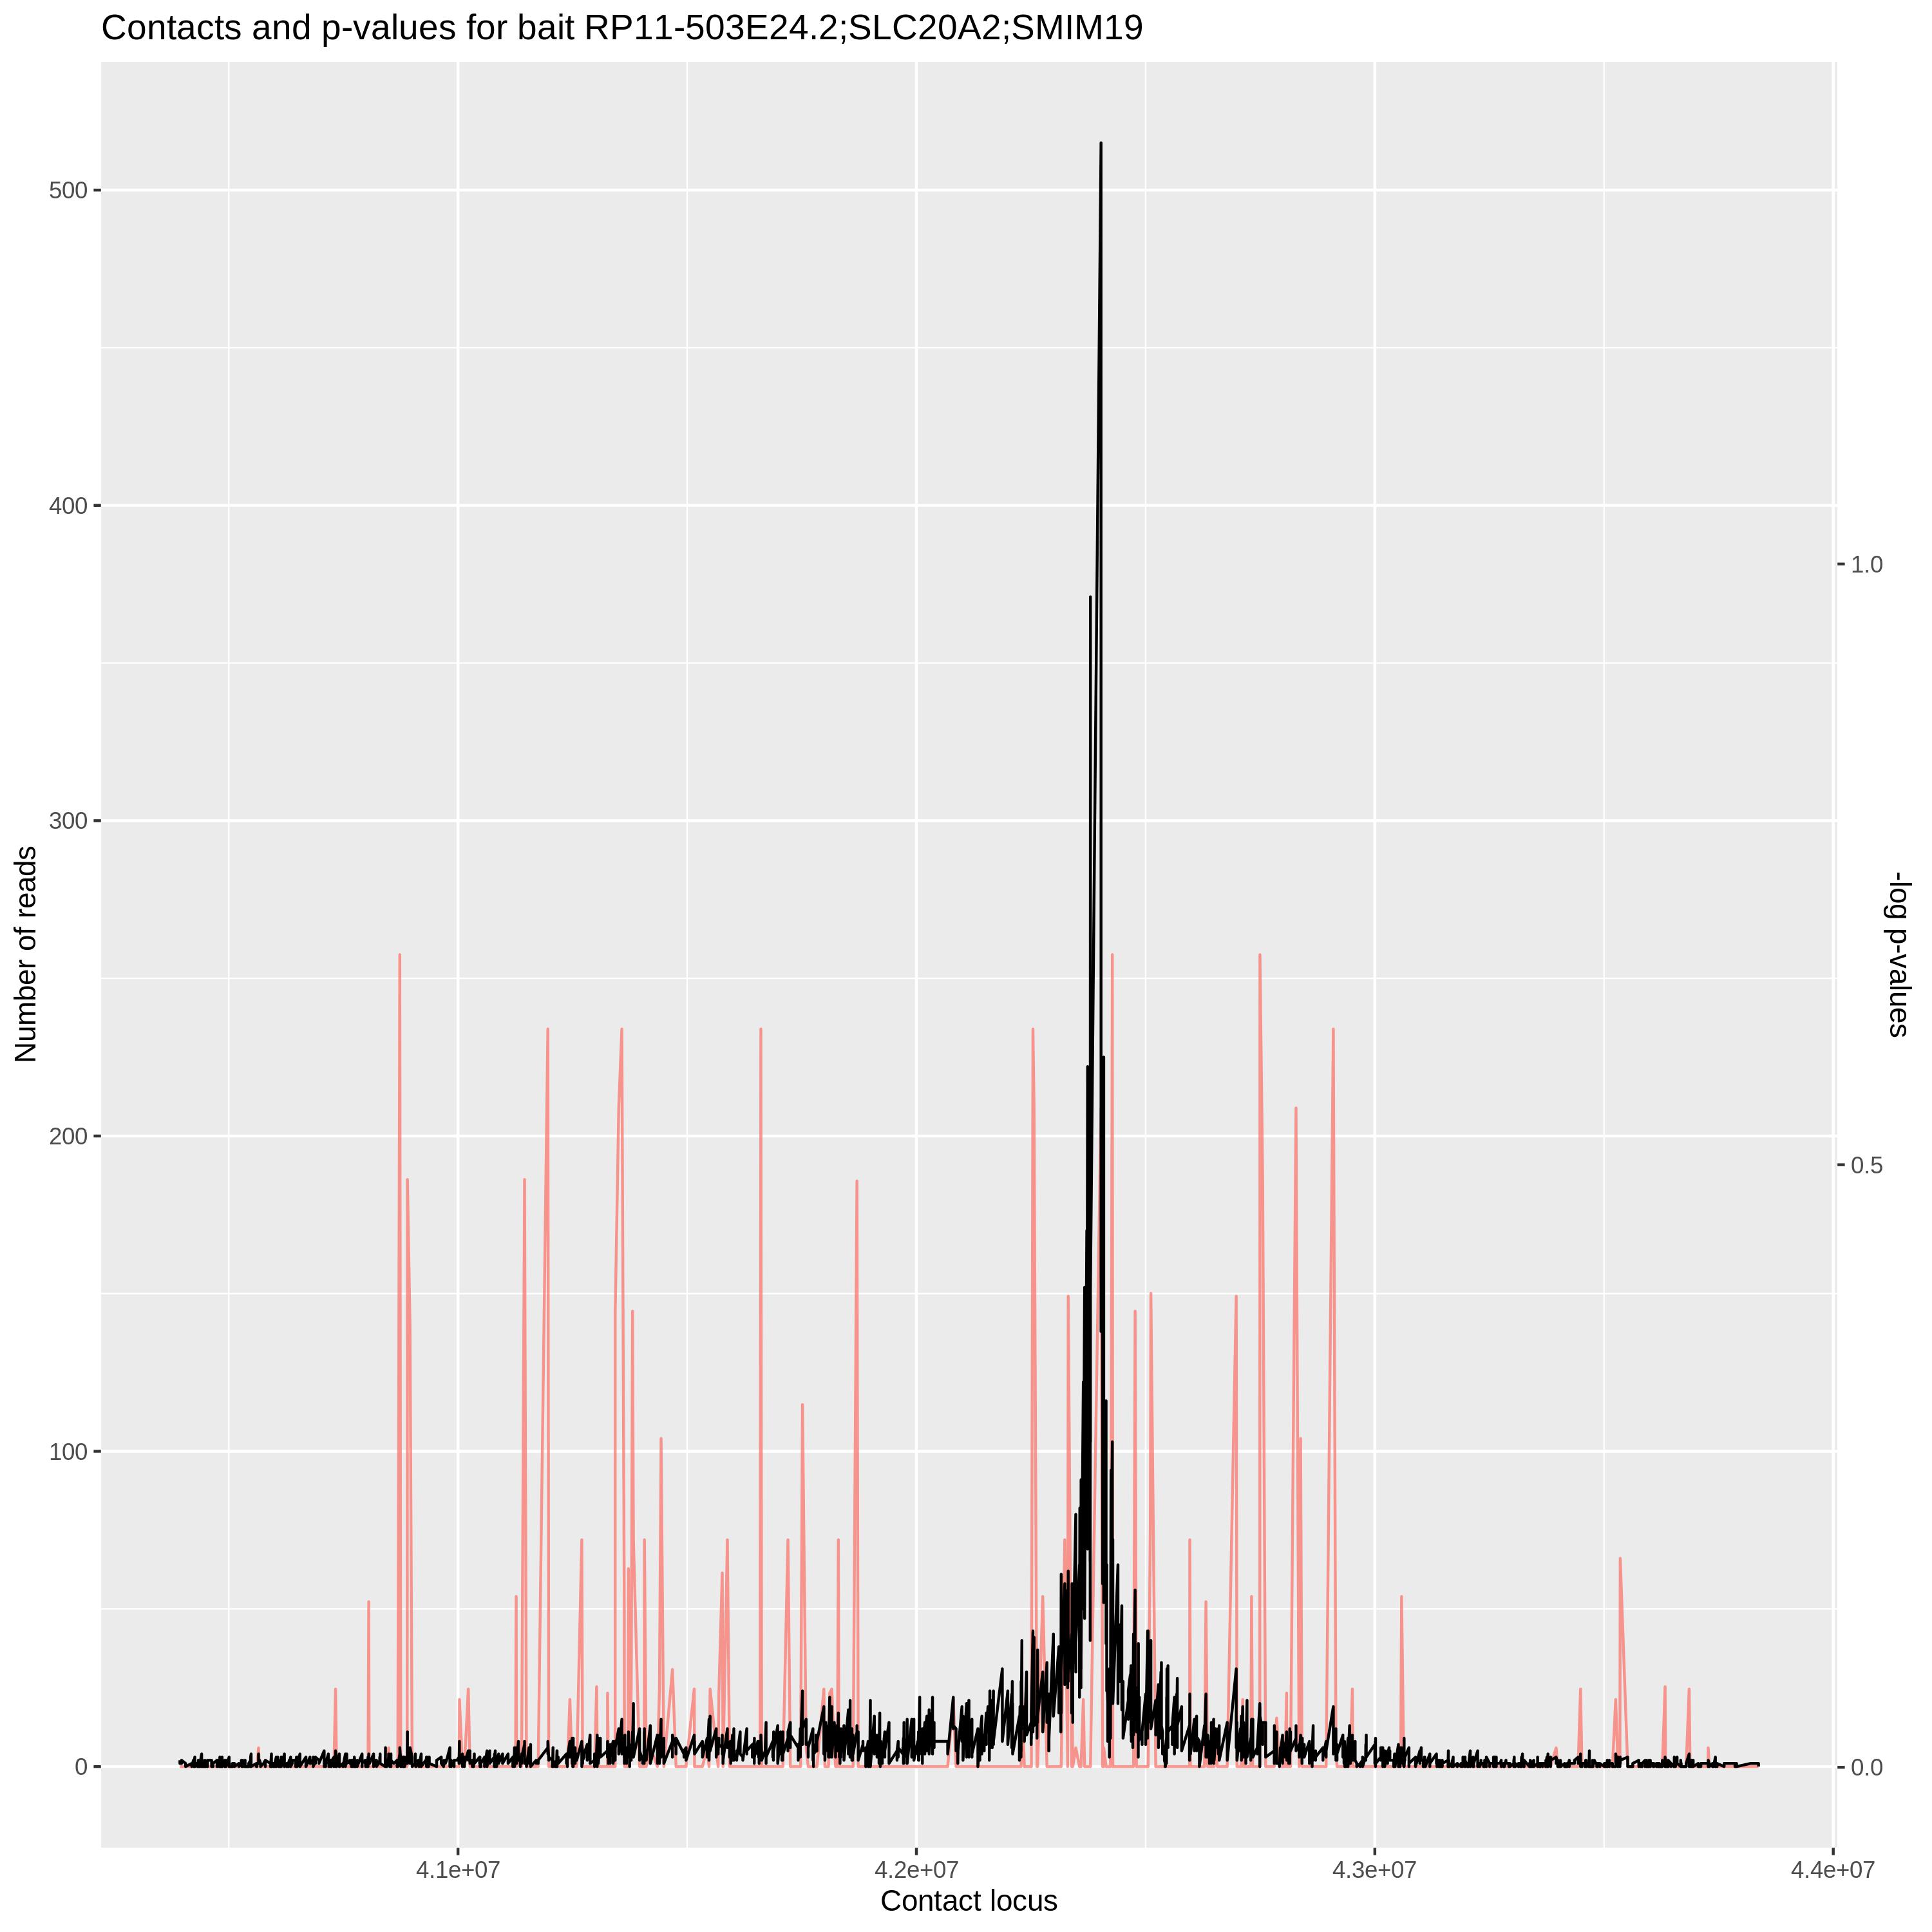 Contacts and p-values for bait RP11-503E24.2;SLC20A2;SMIM19
500
400
300
200
100
0
Number of reads
1.0
0.5
0.0
-log p-values
4.1e+07 4.2e+07 4.3e+07 4.4e+07
Contact locus